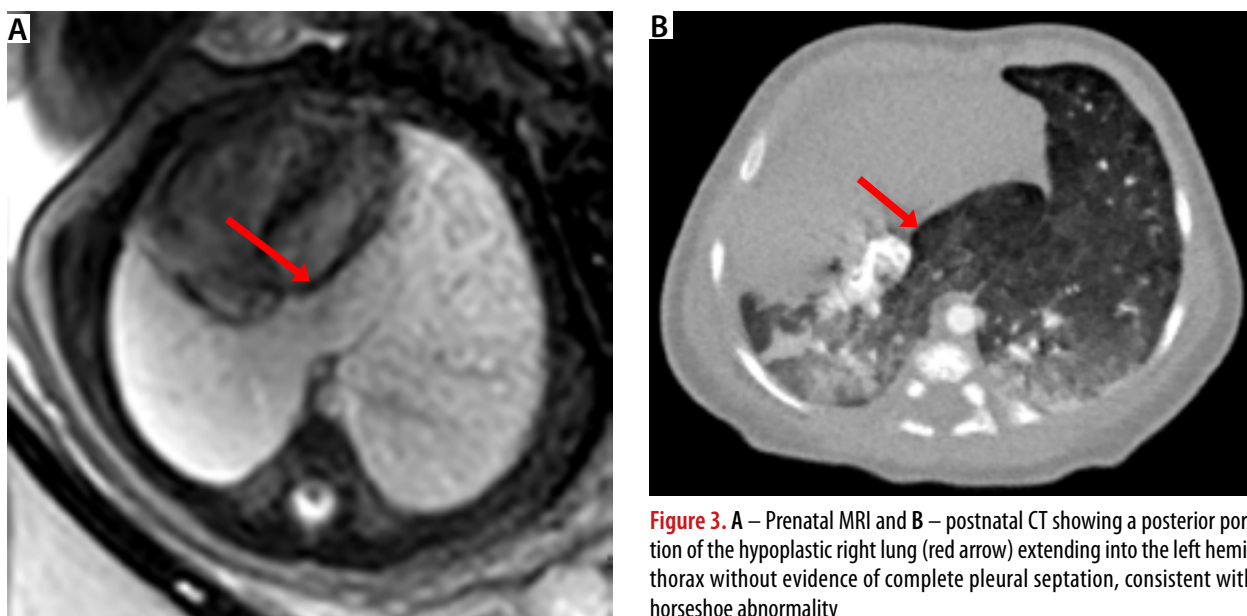 A
B
Figure 3. A – Prenatal MRI and B – postnatal CT showing a posterior por-
tion of the hypoplastic right lung (red arrow) extending into the left hemi-
thorax without evidence of complete pleural septation, consistent with
horseshoe abnormality